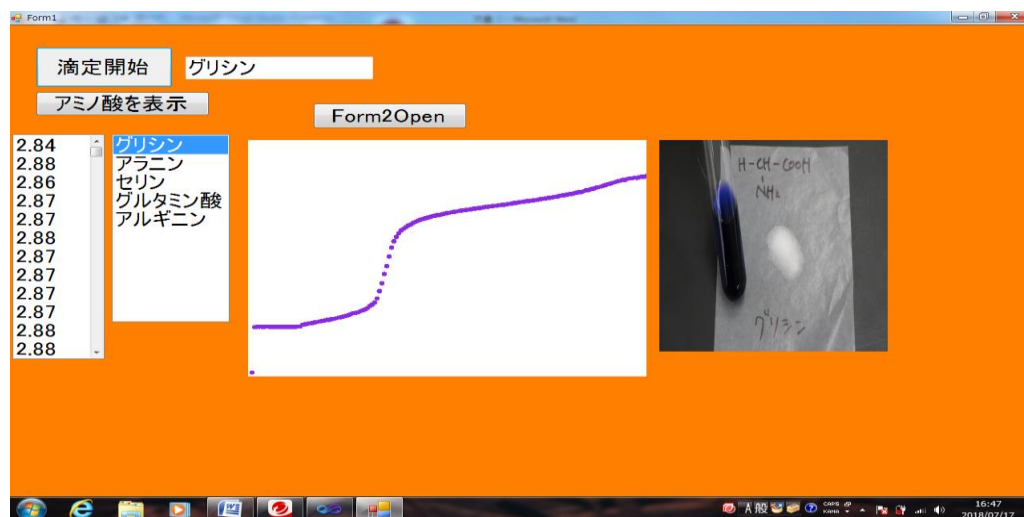 Form1
滴定開始
グリシン
アミノ酸を表示
Form2Open
2.84
2.88
2.86
2.87
2.87
2.88
2.87
2.87
2.87
2.87
2.88
2.88
グリシン
アラニン
セリン
グルタミン酸
アルギニン
H-CH-COOH
NH₂
グリシン
A 般
CAPS
KANA
16:47
2018/07/17